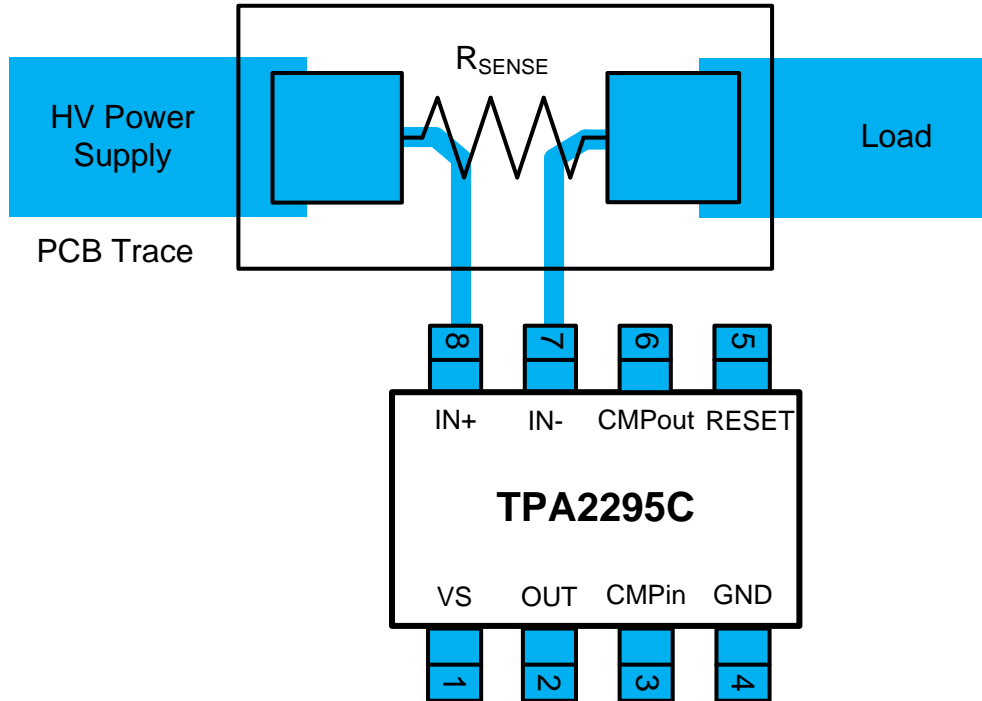 RSENSE
HV Power
Supply
Load
PCB Trace
8
7
6
5
IN+
IN-
CMPout
RESET
TPA2295C
VS
OUT
CMPin
GND
1
2
3
4